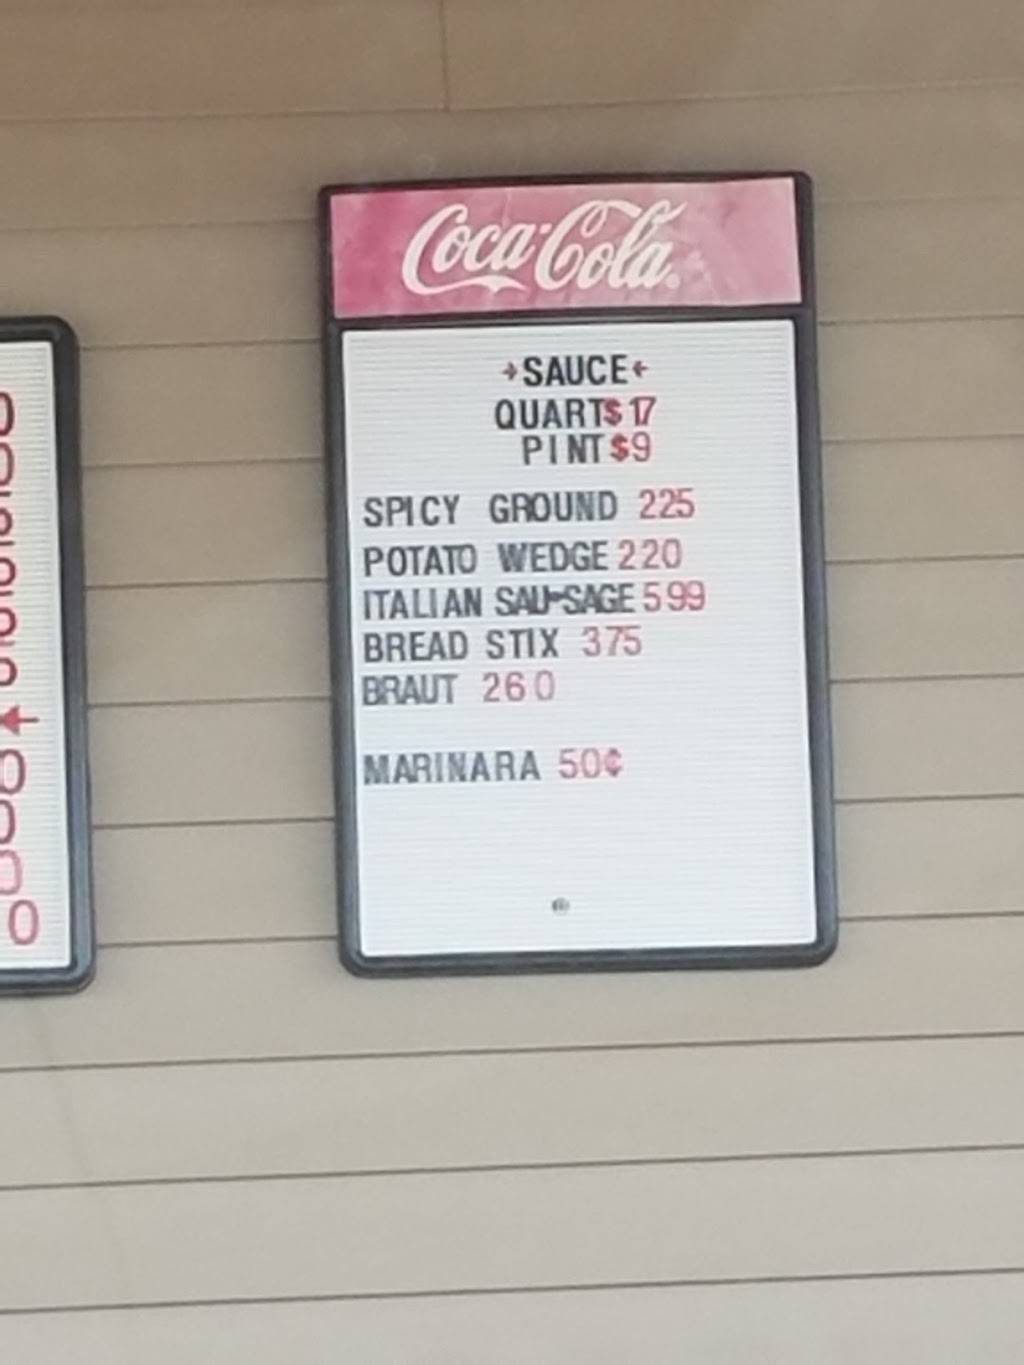 Coca-Cola
SAUCE
QUART $17
PINT $9
SPICY GROUND 225
POTATO WEDGE 220
ITALIAN SAU-SAGE 599
BREAD STIX 375
BRAUT 260
MARINARA 50¢